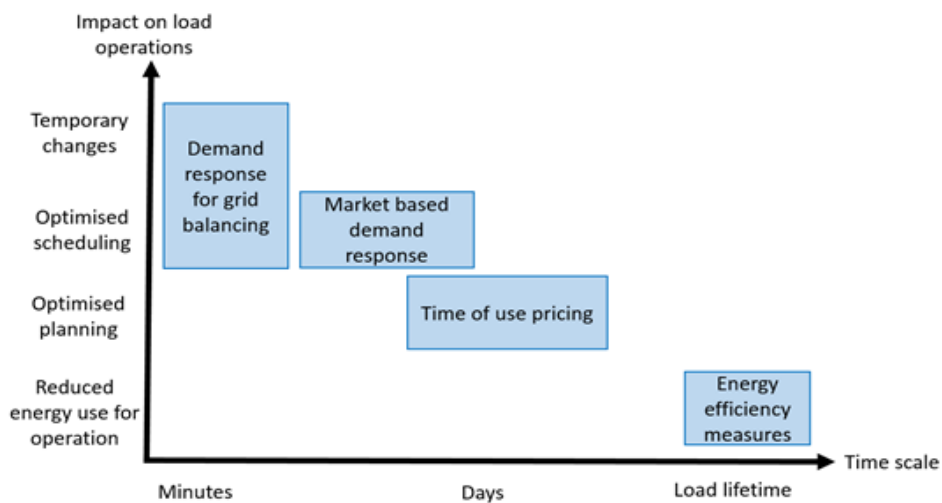 Impact on load
operations
Temporary
changes
Demand
response
for grid
balancing
Optimised
scheduling
Market based
demand
response
Optimised
planning
Time of use pricing
Reduced
energy use for
operation
Energy
efficiency
measures
Time scale
Minutes
Days
Load lifetime